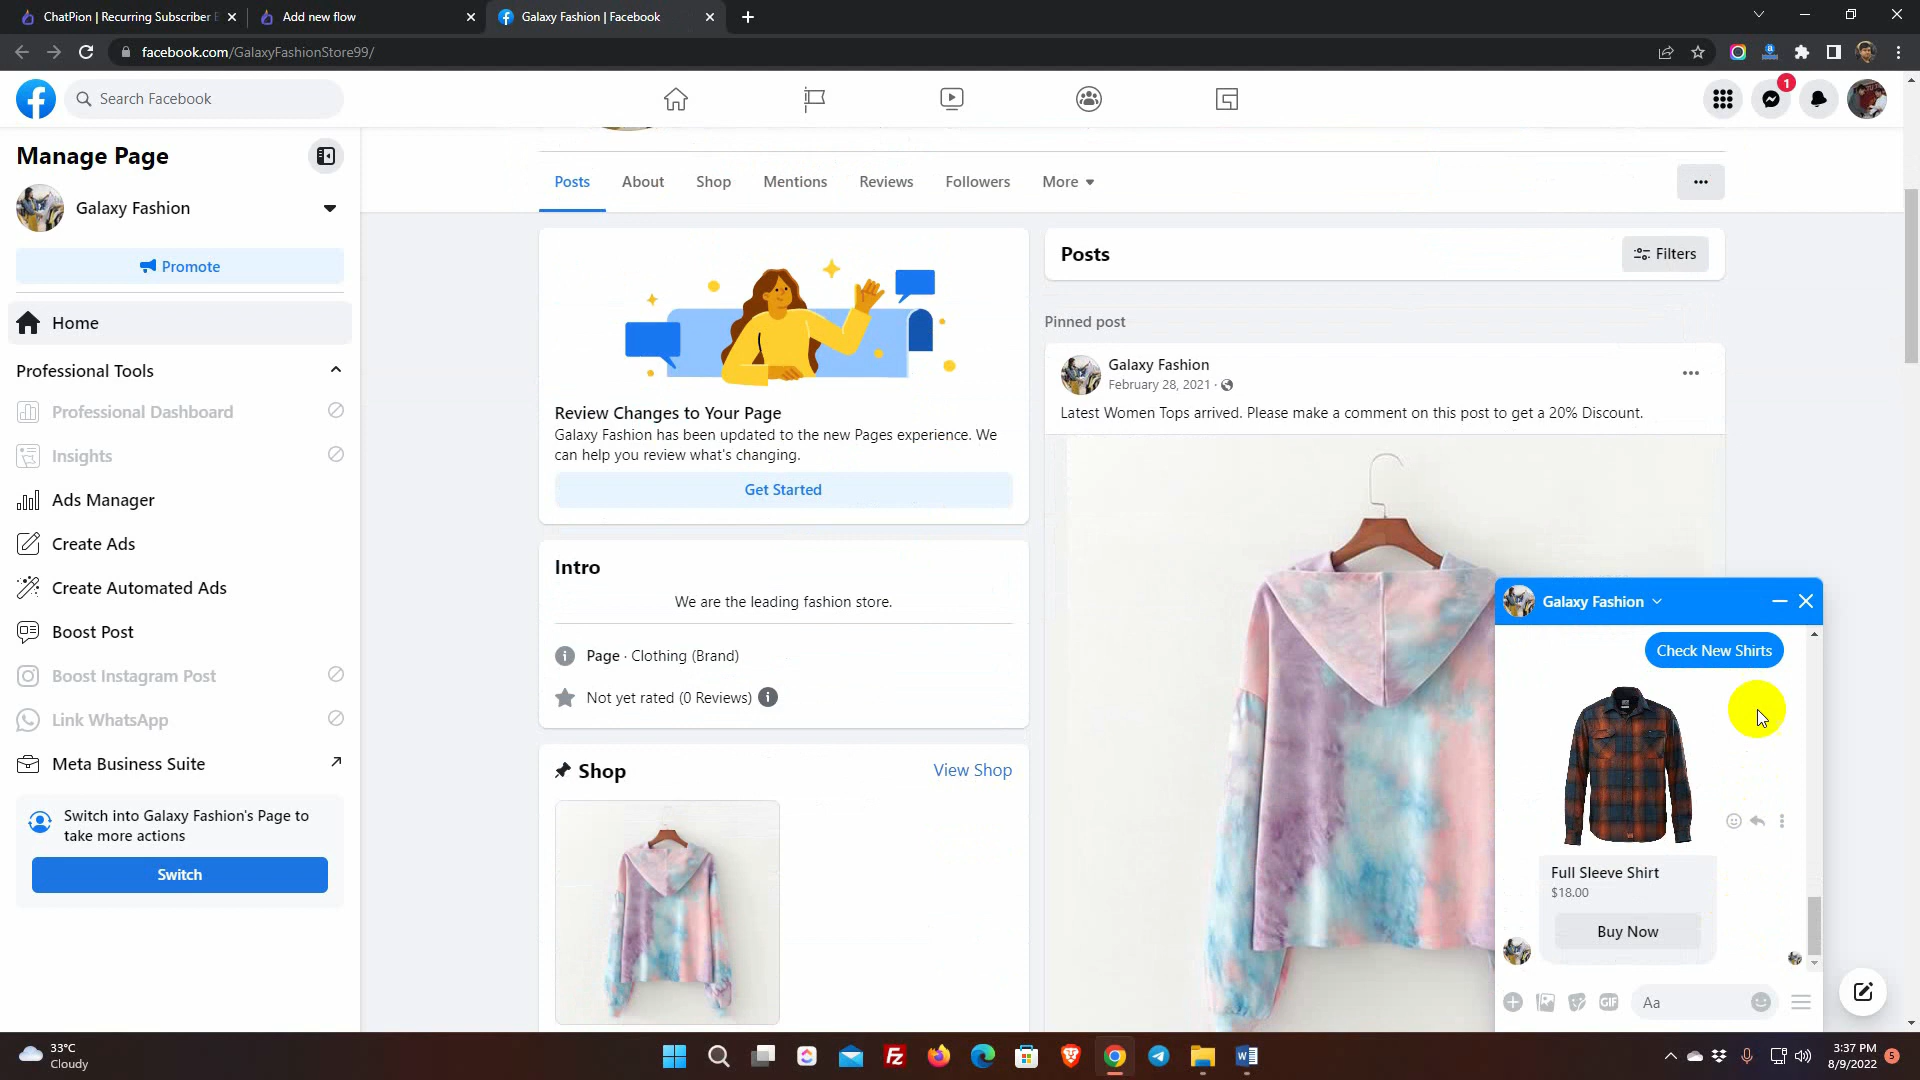 ChatPion | Recurring Subscriber
Add new flow
Galaxy Fashion | Facebook
facebook.com/GalaxyFashionStore99/
Search Facebook
1
Manage Page
Galaxy Fashion
Promote
Home
Professional Tools
Professional Dashboard
Insights
Ads Manager
Create Ads
Create Automated Ads
Boost Post
Boost Instagram Post
Link WhatsApp
Meta Business Suite
Switch into Galaxy Fashion's Page to
take more actions
Switch
Posts
About
Shop
Mentions
Reviews
Followers
More
Review Changes to Your Page
Galaxy Fashion has been updated to the new Pages experience. We
can help you review what's changing.
Get Started
Intro
We are the leading fashion store.
Page · Clothing (Brand)
Not yet rated (0 Reviews)
Shop
View Shop
Posts
Filters
Pinned post
Galaxy Fashion
February 28, 2021 ·
Latest Women Tops arrived. Please make a comment on this post to get a 20% Discount.
Galaxy Fashion
Check New Shirts
Full Sleeve Shirt
$18.00
Buy Now
GIF
Aa
33°C
Cloudy
3:37 PM
8/9/2022
5